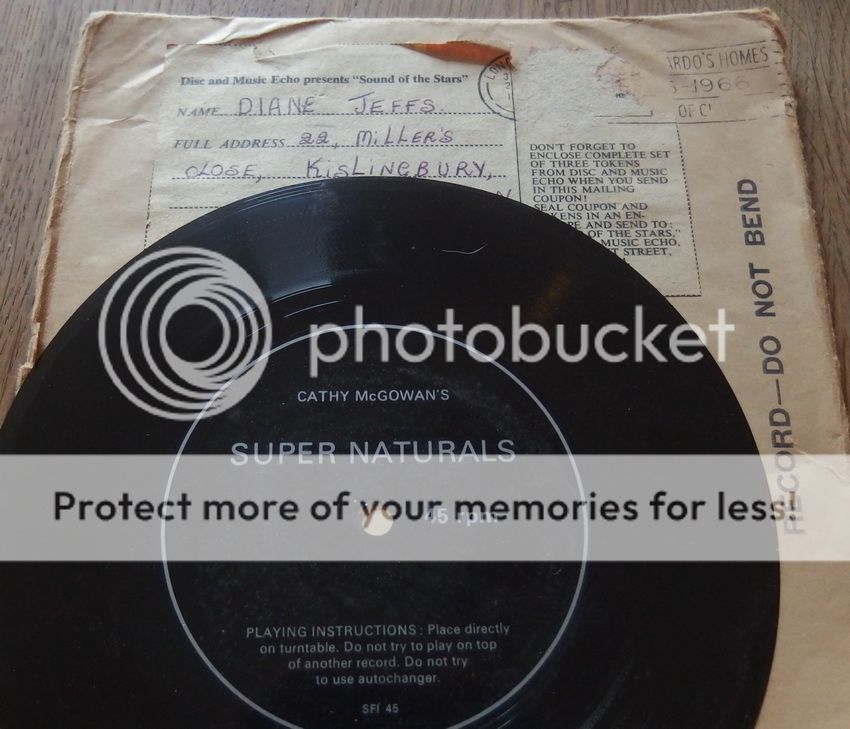 ARDO'S HOMES
1966
Disc and Music Echo presents "Sound of the Stars"
NAME DIANE JEFFS
FULL ADDRESS 22, MILLER'S
CLOSE, KISLINGBURY,
DON'T FORGET TO
ENCLOSE COMPLETE SET
OF THREE TOKENS
FROM DISC AND MUSIC
ECHO WHEN YOU SEND
IN THIS MAILING
COUPON!
SEAL COUPON AND
KENS IN AN EN-
PE AND SEND TO:
OF THE STARS,"
MUSIC ECHO,
T STREET,
RECORD—DO NOT BEND
photobucket
CATHY McGOWAN'S
SUPER NATURALS
Protect more of your memories for less!
45 rpm
PLAYING INSTRUCTIONS: Place directly
on turntable. Do not try to play on top
of another record. Do not try
to use autochanger.
SFI 45